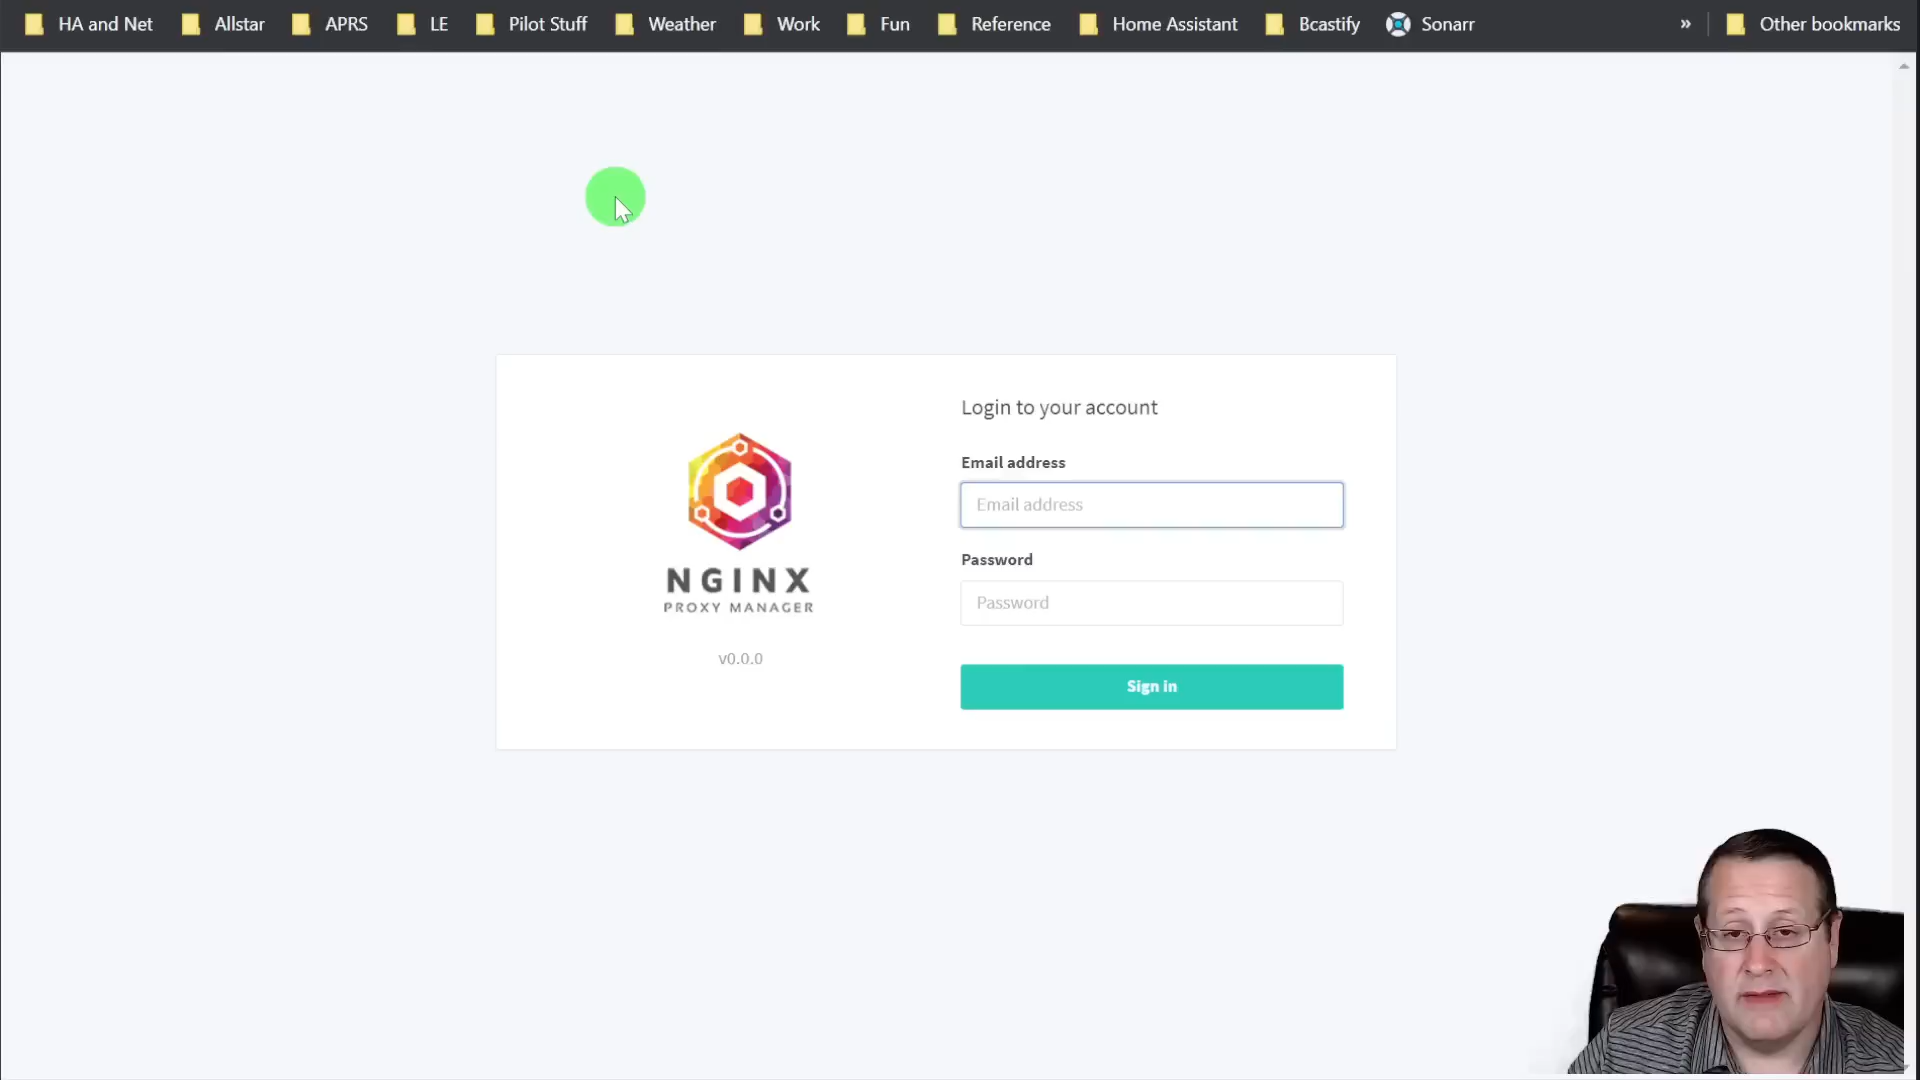 HA and Net Allstar APRS LE Pilot Stuff Weather Work Fun Reference Home Assistant Bcastify Sonarr » Other bookmarks
Login to your account
Email address
Email address
Password
Password
Sign in
NGINX
PROXY MANAGER
v0.0.0